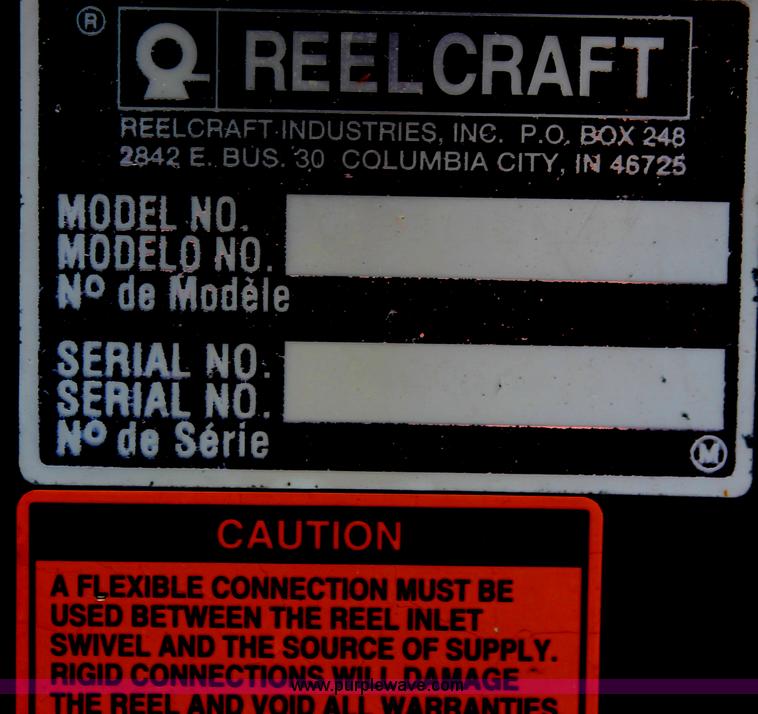 ®
REELCRAFT
REELCRAFT INDUSTRIES, INC. P.O. BOX 248
2842 E. BUS. 30 COLUMBIA CITY, IN 46725
MODEL NO.
MODELO NO.
Nº de Modèle
SERIAL NO.
SERIAL NO.
Nº de Série
M
CAUTION
A FLEXIBLE CONNECTION MUST BE
USED BETWEEN THE REEL INLET
SWIVEL AND THE SOURCE OF SUPPLY.
RIGID CONNECTIONS WILL DAMAGE
www.purplewave.com
THE REEL AND VOID ALL WARRANTIES